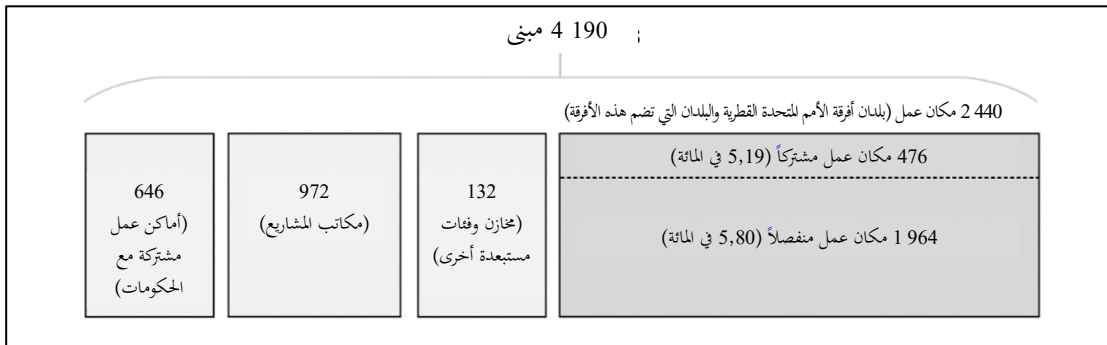 4 190 مبنى
2 440 مكان عمل (بلدان أفرقة الأمم المتحدة القطرية والبلدان التي تضم هذه الأفرقة)
476 مكان عمل مشتركاً (5,19 في المائة)
1 964 مكان عمل منفصلاً (5,80 في المائة)
132
(مخازن وفئات
مستبعدة أخرى)
972
(مكاتب المشاريع)
646
(أماكن عمل
مشتركة مع
الحكومات)